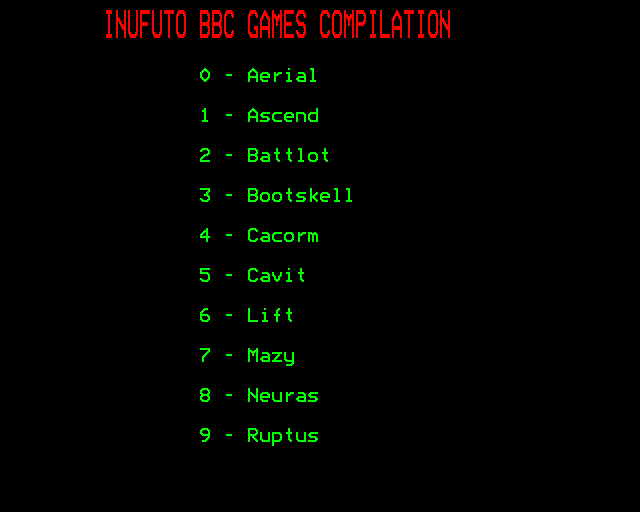 INUFUTO BBC GAMES COMPILATION
0 - Aerial
1 - Ascend
2 - Battlot
3 - Bootskell
4 - Cacorm
5 - Cavit
6 - Lift
7 - Mazy
8 - Neuras
9 - Ruptus